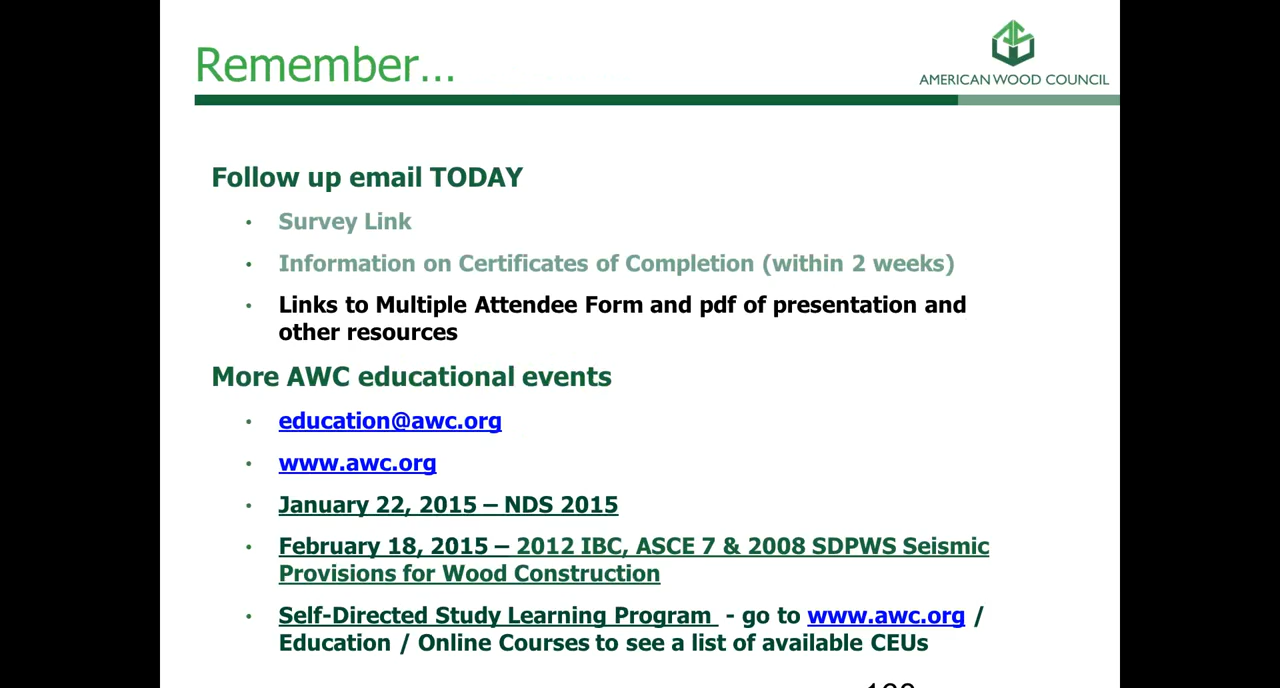 Remember...
AMERICAN WOOD COUNCIL
Follow up email TODAY
• Survey Link
• Information on Certificates of Completion (within 2 weeks)
• Links to Multiple Attendee Form and pdf of presentation and
other resources
More AWC educational events
• education@awc.org
• www.awc.org
• January 22, 2015 – NDS 2015
• February 18, 2015 – 2012 IBC, ASCE 7 & 2008 SDPWS Seismic
Provisions for Wood Construction
• Self-Directed Study Learning Program - go to www.awc.org /
Education / Online Courses to see a list of available CEUs